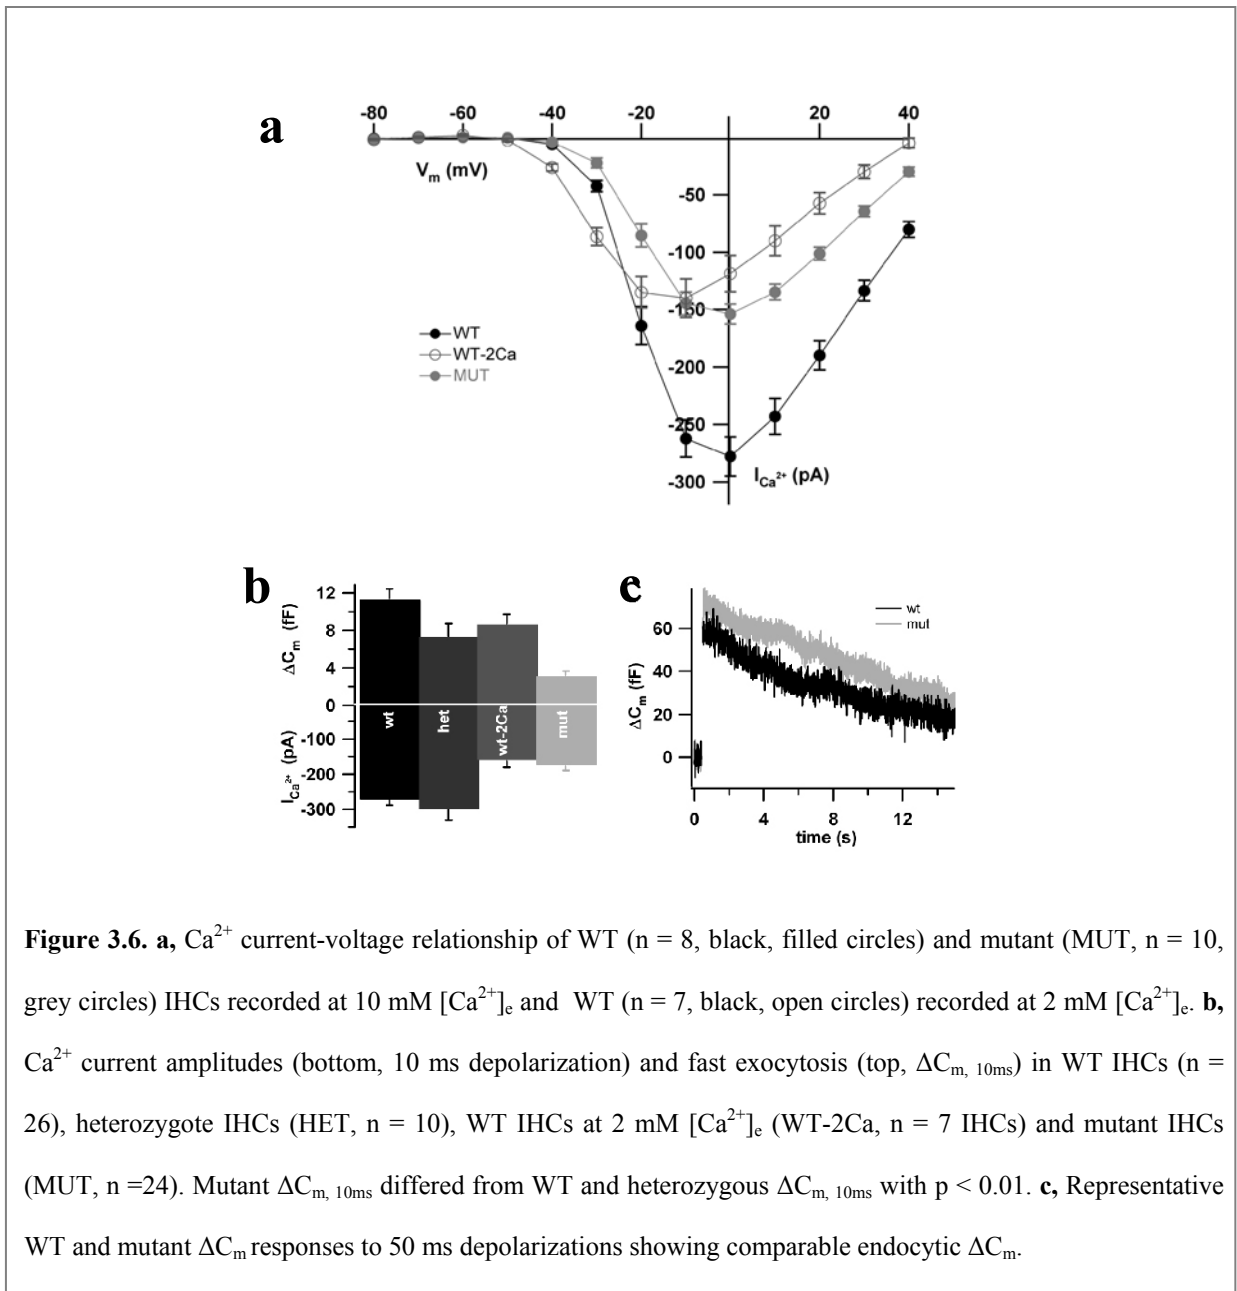 a
-80 -60 -40 -20 20 40
V_m (mV)
-50
-100
-150
-200
-250
-300
WT
WT-2Ca
MUT
I_Ca²⁺ (pA)
b
12
8
4
0
-100
-200
-300
ΔC_m (fF)
I_Ca²⁺ (pA)
wt
het
wt-2Ca
mut
c
wt
mut
60
40
20
0
ΔC_m (fF)
0 4 8 12
time (s)
Figure 3.6. a, Ca²⁺ current-voltage relationship of WT (n = 8, black, filled circles) and mutant (MUT, n = 10,
grey circles) IHCs recorded at 10 mM [Ca²⁺]e and WT (n = 7, black, open circles) recorded at 2 mM [Ca²⁺]e. b,
Ca²⁺ current amplitudes (bottom, 10 ms depolarization) and fast exocytosis (top, ΔCm, 10ms) in WT IHCs (n =
26), heterozygote IHCs (HET, n = 10), WT IHCs at 2 mM [Ca²⁺]e (WT-2Ca, n = 7 IHCs) and mutant IHCs
(MUT, n =24). Mutant ΔCm, 10ms differed from WT and heterozygous ΔCm, 10ms with p < 0.01. c, Representative
WT and mutant ΔCm responses to 50 ms depolarizations showing comparable endocytic ΔCm.